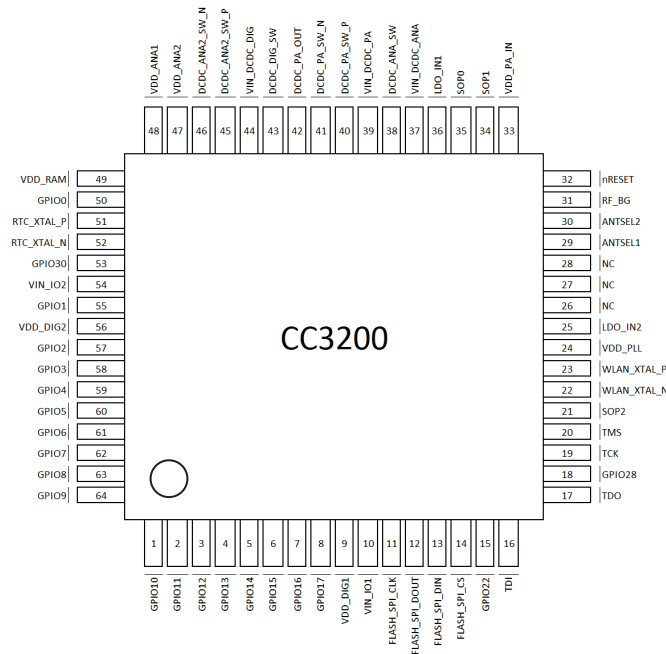 VDD_ANA1
VDD_ANA2
DCDC_ANA2_SW_N
DCDC_ANA2_SW_P
VIN_DCDC_DIG
DCDC_DIG_SW
DCDC_PA_OUT
DCDC_PA_SW_N
DCDC_PA_SW_P
VIN_DCDC_PA
DCDC_ANA_SW
VIN_DCDC_ANA
LDO_IN1
SOP0
SOP1
VDD_PA_IN
48 47 46 45 44 43 42 41 40 39 38 37 36 35 34 33
VDD_RAM 49
GPIO0 50
RTC_XTAL_P 51
RTC_XTAL_N 52
GPIO30 53
VIN_IO2 54
GPIO1 55
VDD_DIG2 56
GPIO2 57
GPIO3 58
GPIO4 59
GPIO5 60
GPIO6 61
GPIO7 62
GPIO8 63
GPIO9 64
CC3200
32 nRESET
31 RF_BG
30 ANTSEL2
29 ANTSEL1
28 NC
27 NC
26 NC
25 LDO_IN2
24 VDD_PLL
23 WLAN_XTAL_P
22 WLAN_XTAL_N
21 SOP2
20 TMS
19 TCK
18 GPIO28
17 TDO
1 2 3 4 5 6 7 8 9 10 11 12 13 14 15 16
GPIO10
GPIO11
GPIO12
GPIO13
GPIO14
GPIO15
GPIO16
GPIO17
VDD_DIG1
VIN_IO1
FLASH_SPI_CLK
FLASH_SPI_DOUT
FLASH_SPI_DIN
FLASH_SPI_CS
GPIO22
TDI